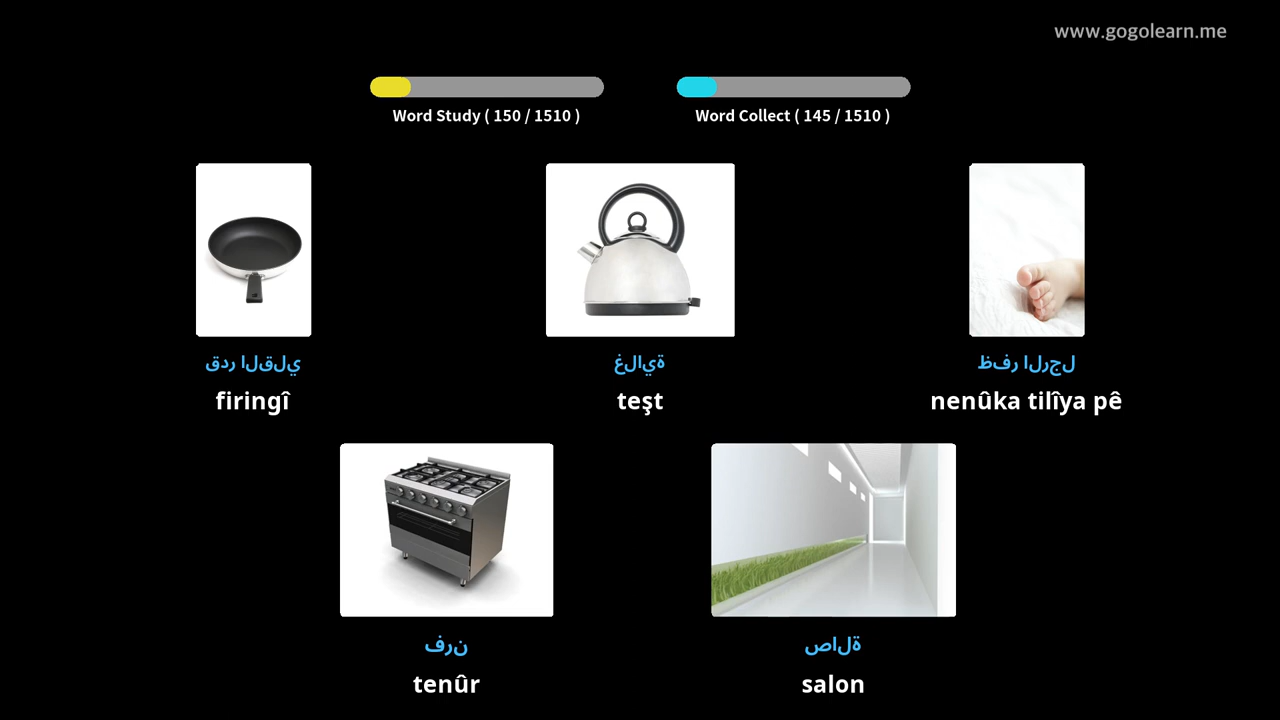 www.gogolearn.me
Word Study ( 150 / 1510 )
Word Collect ( 145 / 1510 )
قدر القلي
firingî
غلاية
teşt
ظفر الرجل
nenûka tilîya pê
فرن
tenûr
صالة
salon